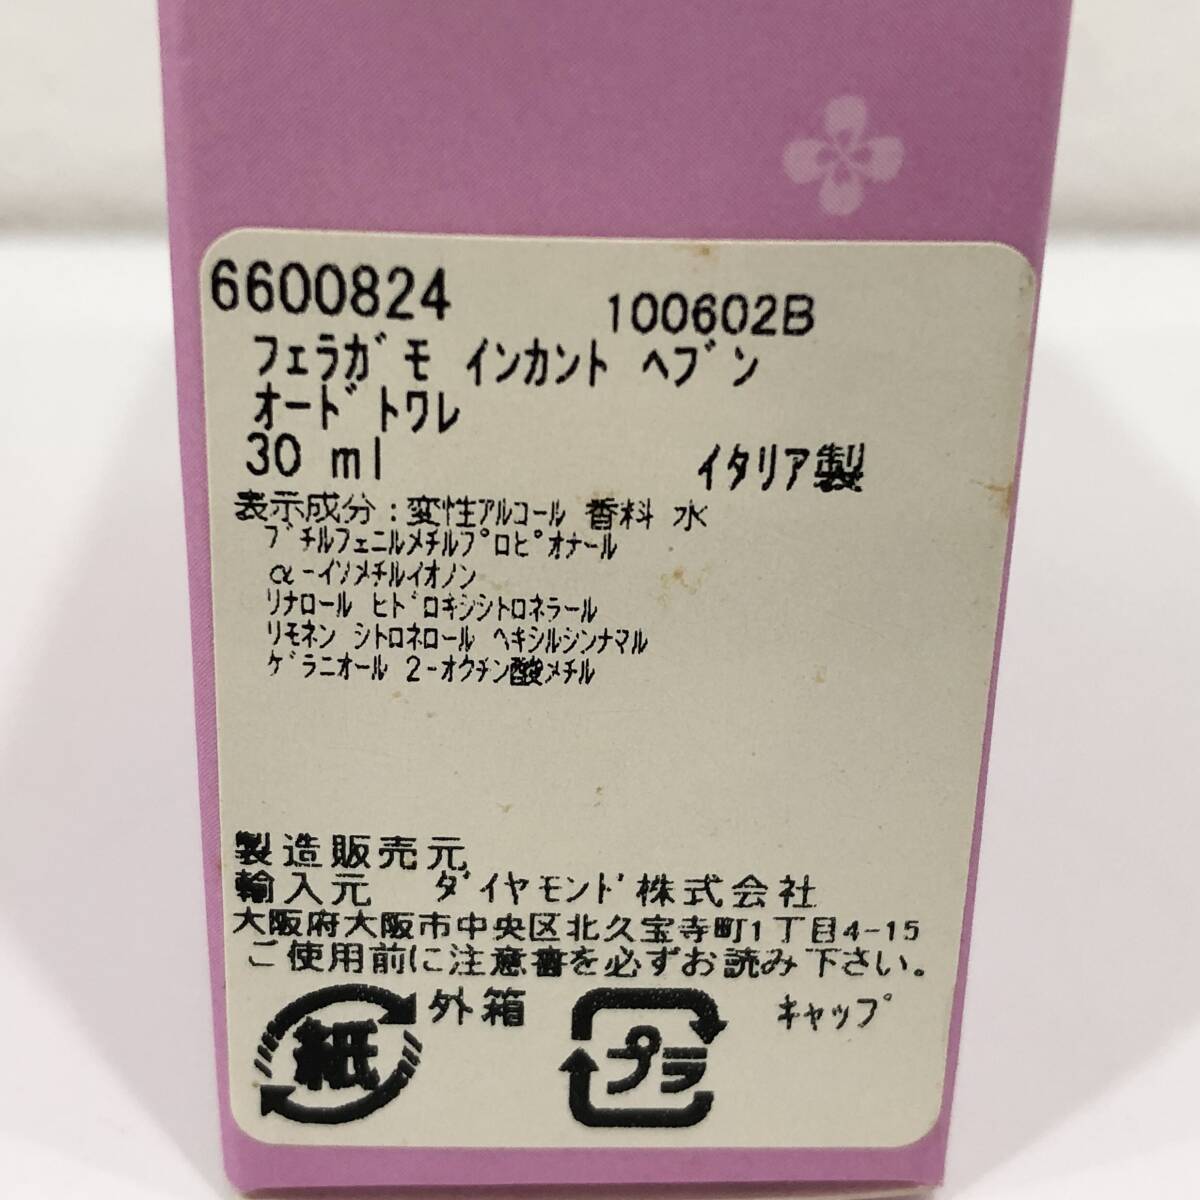 6600824
100602B
フェラガモ インカント ヘブン
オードトワレ
30 ml
イタリア製
表示成分：変性アルコール 香料 水
ブチルフェニルメチルプロピオナール
α-イソメチルイオノン
リナロール ヒドロキシシトロネラール
リモネン シトロネロール ヘキシルシンナマル
ゲラニオール 2-オクチン酸メチル
製造販売元
輸入元 ダイヤモンド株式会社
大阪府大阪市中央区北久宝寺町1丁目4-15
ご使用前に注意書を必ずお読み下さい。
紙 外箱 プラ キャップ